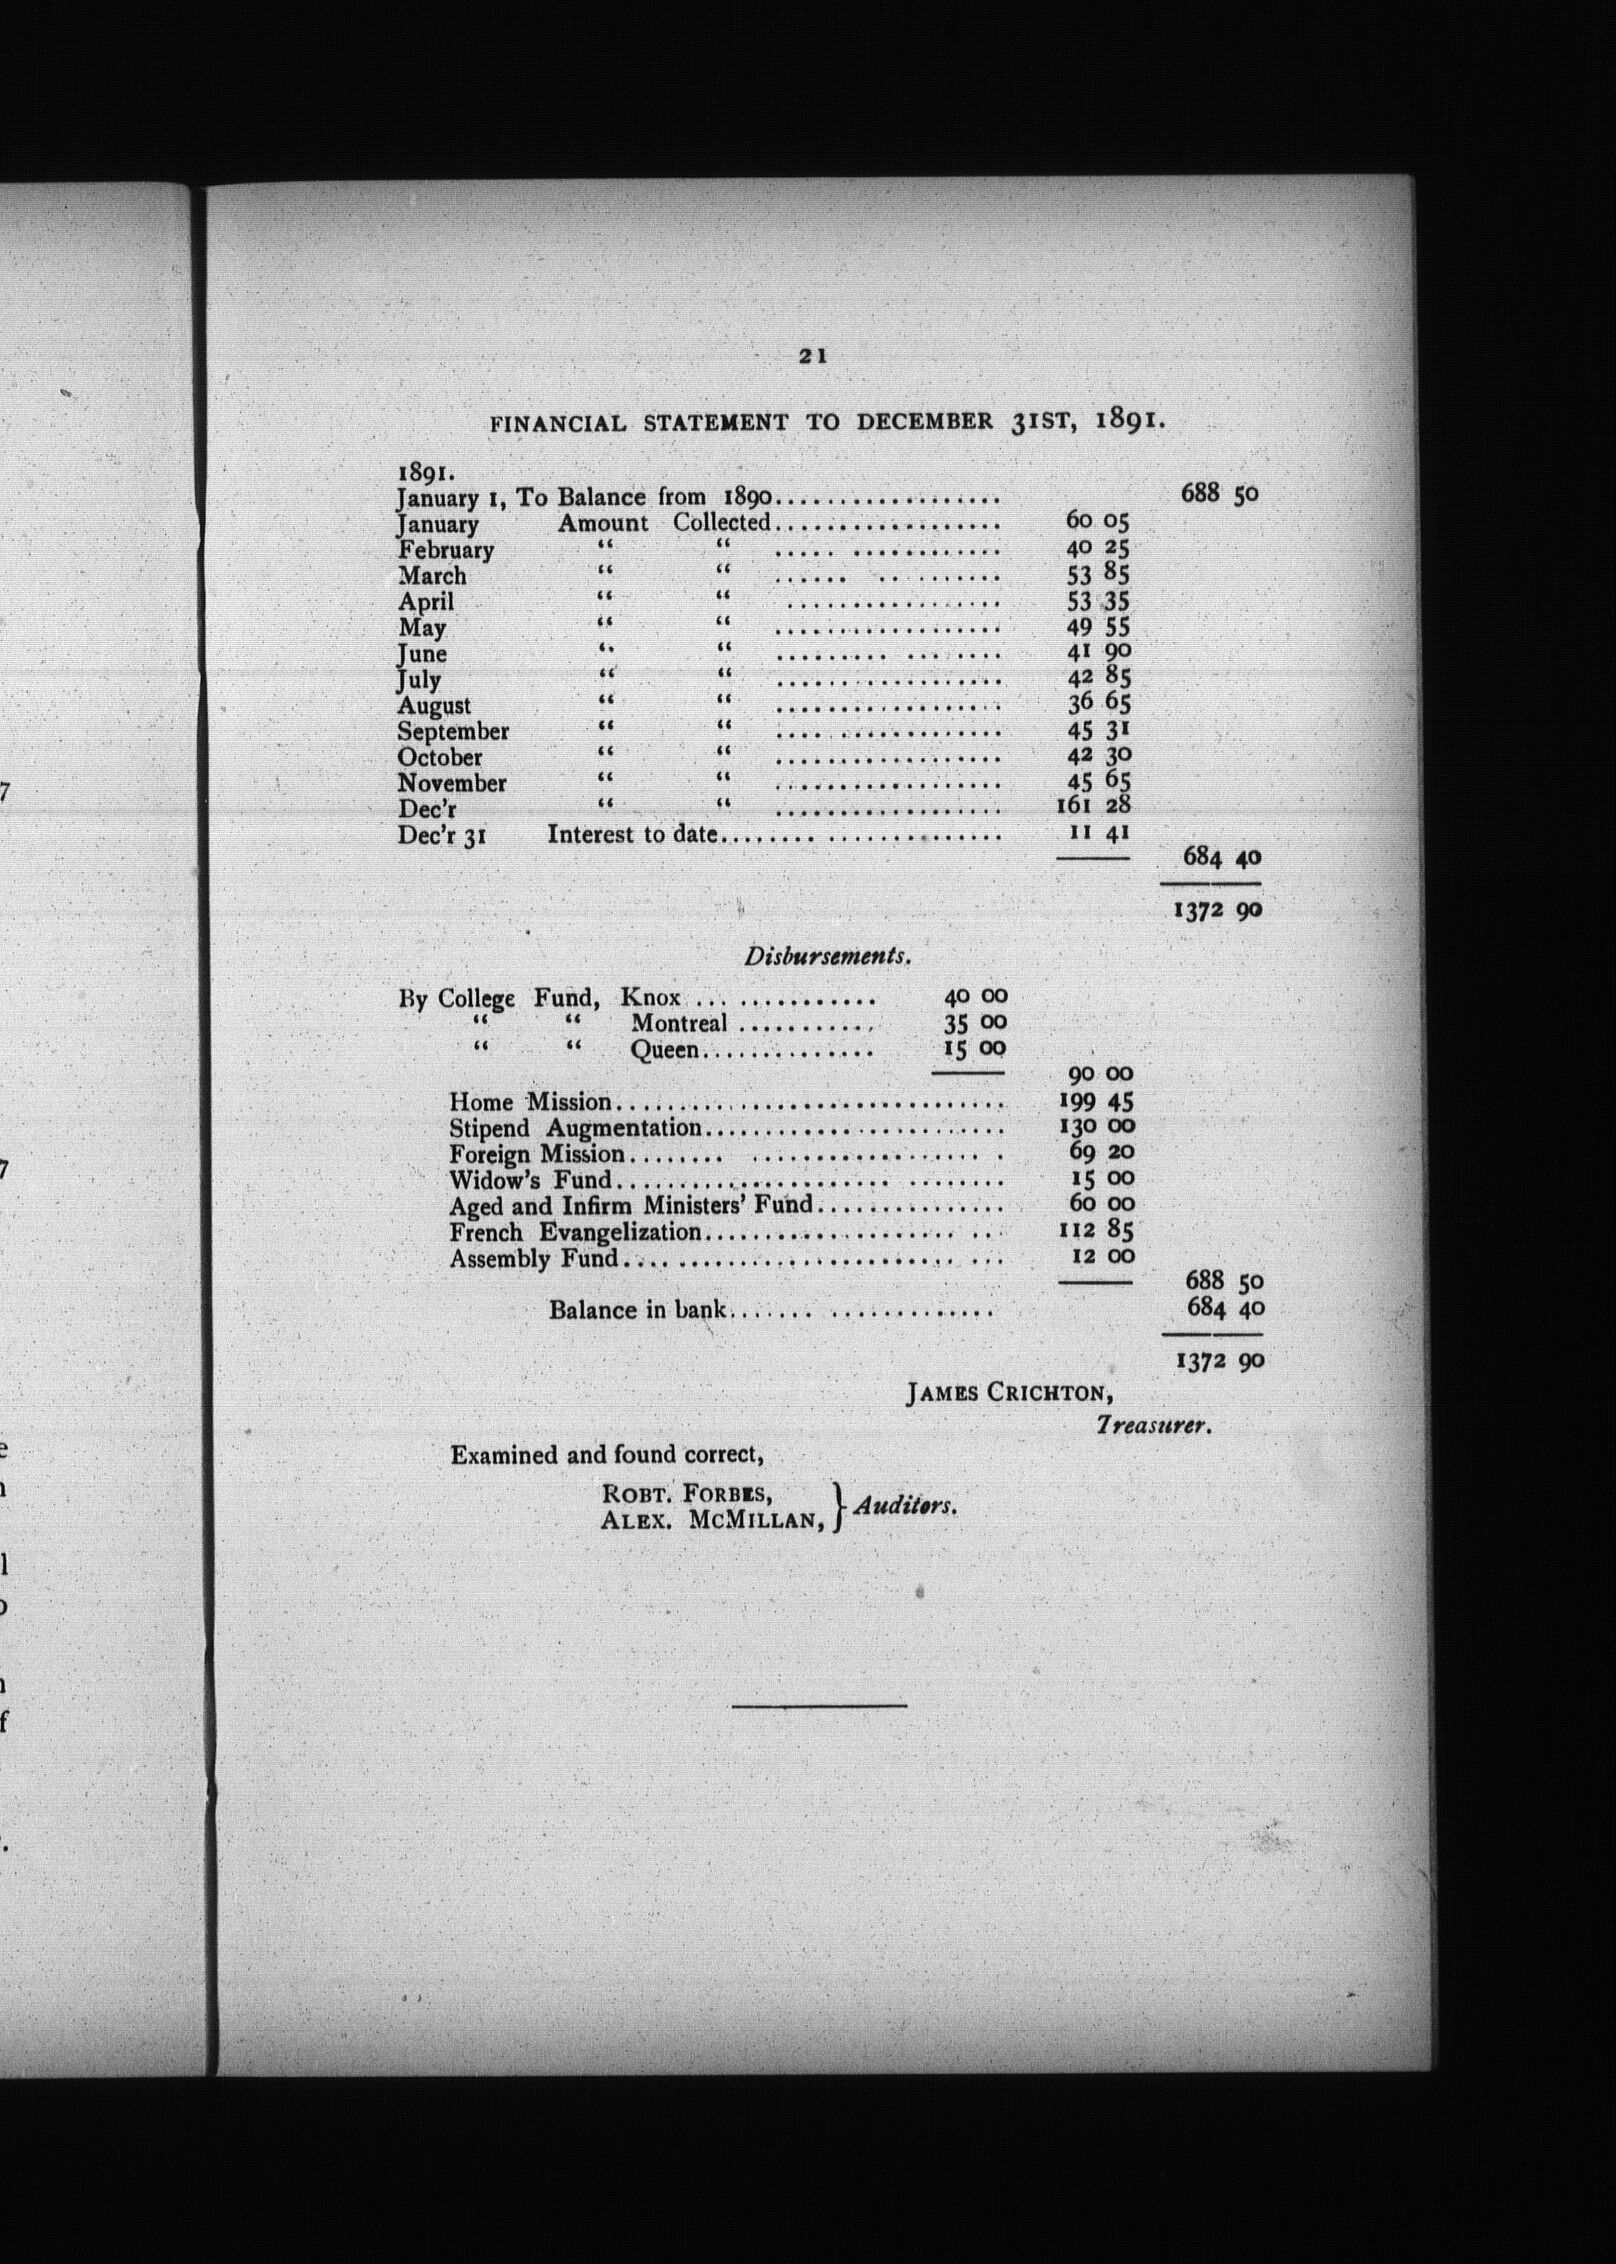 21
FINANCIAL STATEMENT TO DECEMBER 31ST, 1891.
1891.
January 1, To Balance from 1890.................. 688 50
January Amount Collected.................. 60 05
February “ “ .................. 40 25
March “ “ .................. 53 85
April “ “ .................. 53 35
May “ “ .................. 49 55
June “ “ .................. 41 90
July “ “ .................. 42 85
August “ “ .................. 36 65
September “ “ .................. 45 31
October “ “ .................. 42 30
November “ “ .................. 45 65
Dec'r “ “ .................. 161 28
Dec'r 31 Interest to date...................... 11 41
684 40
1372 90
Disbursements.
By College Fund, Knox .............. 40 00
“ “ Montreal ........... 35 00
“ “ Queen.............. 15 00
90 00
Home Mission............................... 199 45
Stipend Augmentation........................ 130 00
Foreign Mission............................ 69 20
Widow's Fund.............................. 15 00
Aged and Infirm Ministers' Fund............... 60 00
French Evangelization........................ 112 85
Assembly Fund.............................. 12 00
688 50
Balance in bank.................... 684 40
1372 90
JAMES CRICHTON,
Treasurer.
Examined and found correct,
ROBT. FORBES,
ALEX. MCMILLAN, } Auditors.